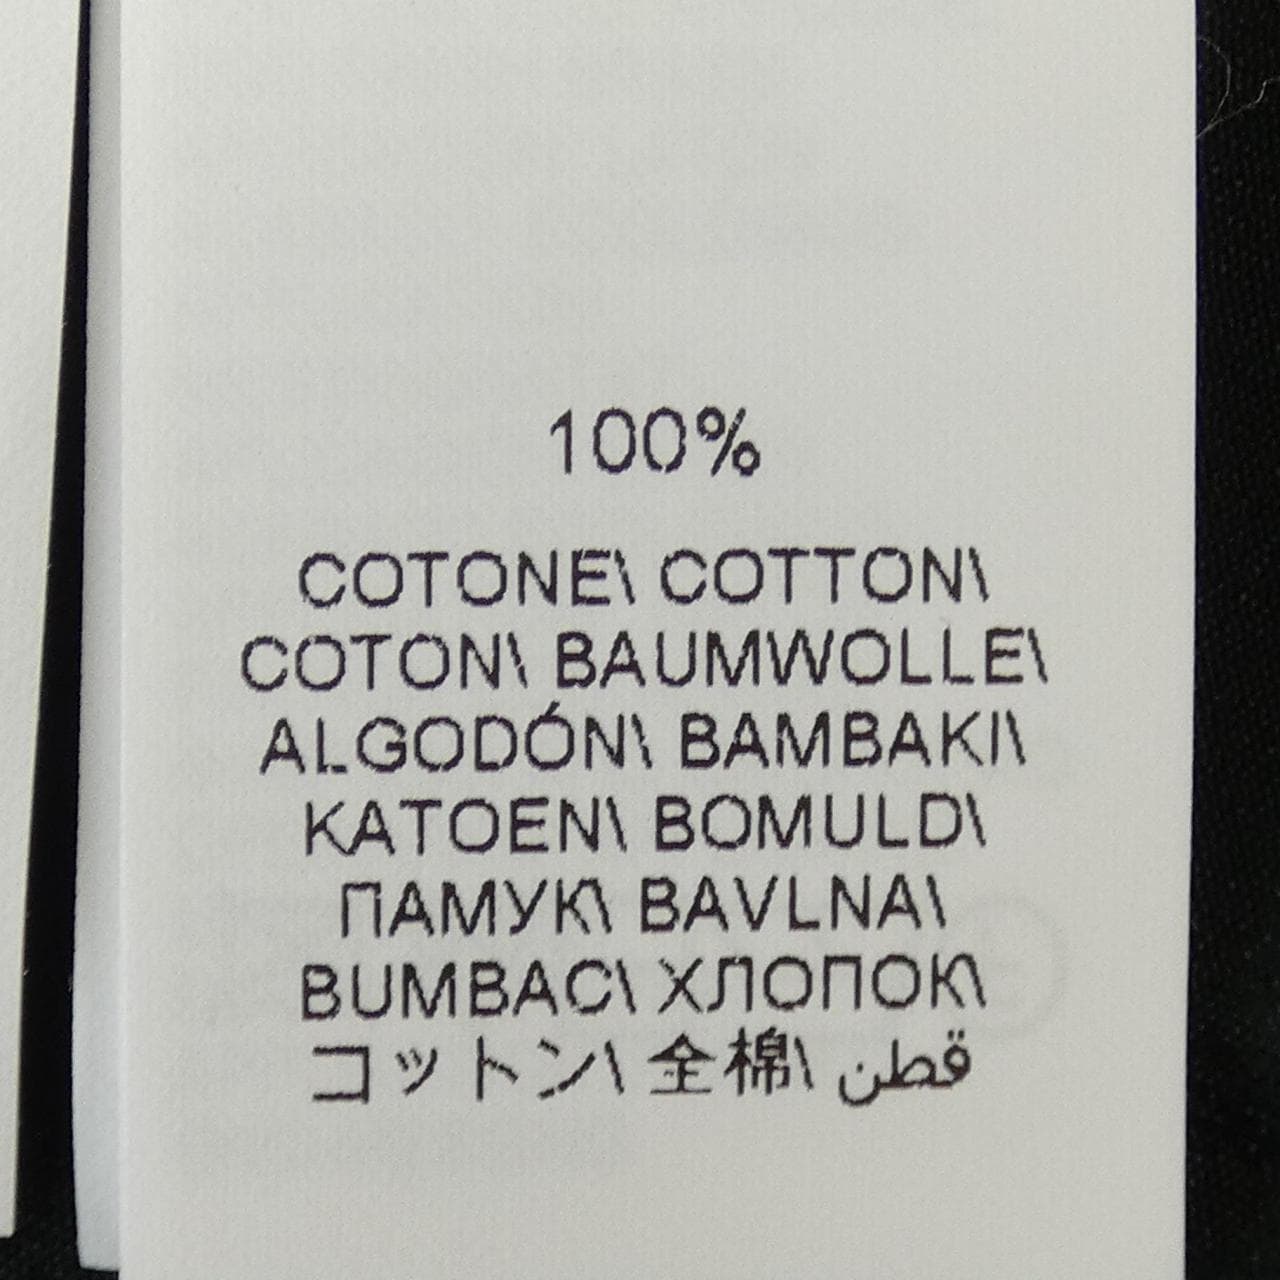 100%
COTONE\ COTTON\
COTON\ BAUMWOLLE\
ALGODÓN\ BAMBAKI\
KATOEN\ BOMULD\
ПАМУК\ BAVLNA\
BUMBAC\ ХЛОПОК\
コットン\ 全棉\ قطن